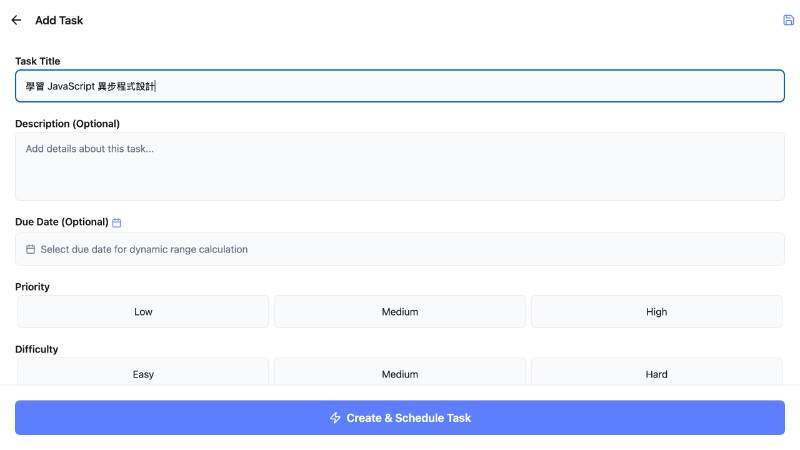 Add Task
Task Title
學習 JavaScript 異步程式設計
Description (Optional)
Add details about this task...
Due Date (Optional)
Select due date for dynamic range calculation
Priority
Low Medium High
Difficulty
Easy Medium Hard
Create & Schedule Task